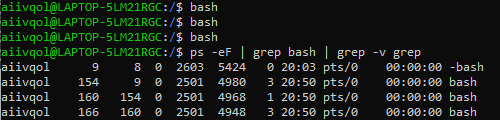 aiivqol@LAPTOP-5LM21RGC:/$ bash
aiivqol@LAPTOP-5LM21RGC:/$ bash
aiivqol@LAPTOP-5LM21RGC:/$ bash
aiivqol@LAPTOP-5LM21RGC:/$ ps -eF | grep bash | grep -v grep
aiivqol 9 8 0 2603 5424 0 20:03 pts/0 00:00:00 -bash
aiivqol 154 9 0 2501 4980 3 20:50 pts/0 00:00:00 bash
aiivqol 160 154 0 2501 4968 1 20:50 pts/0 00:00:00 bash
aiivqol 166 160 0 2501 4948 3 20:50 pts/0 00:00:00 bash